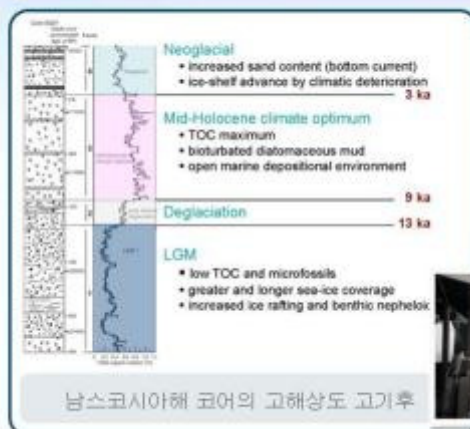 Neoglacial
• increased sand content (bottom current)
• ice-shelf advance by climatic deterioration
3 ka
Mid-Holocene climate optimum
• TOC maximum
• bioturbated diatomaceous mud
• open marine depositional environment
9 ka
Deglaciation
13 ka
LGM
• low TOC and microfossils
• greater and longer sea-ice coverage
• increased ice rafting and benthic nephelok
남스코시아해 코어의 고해상도 고기후